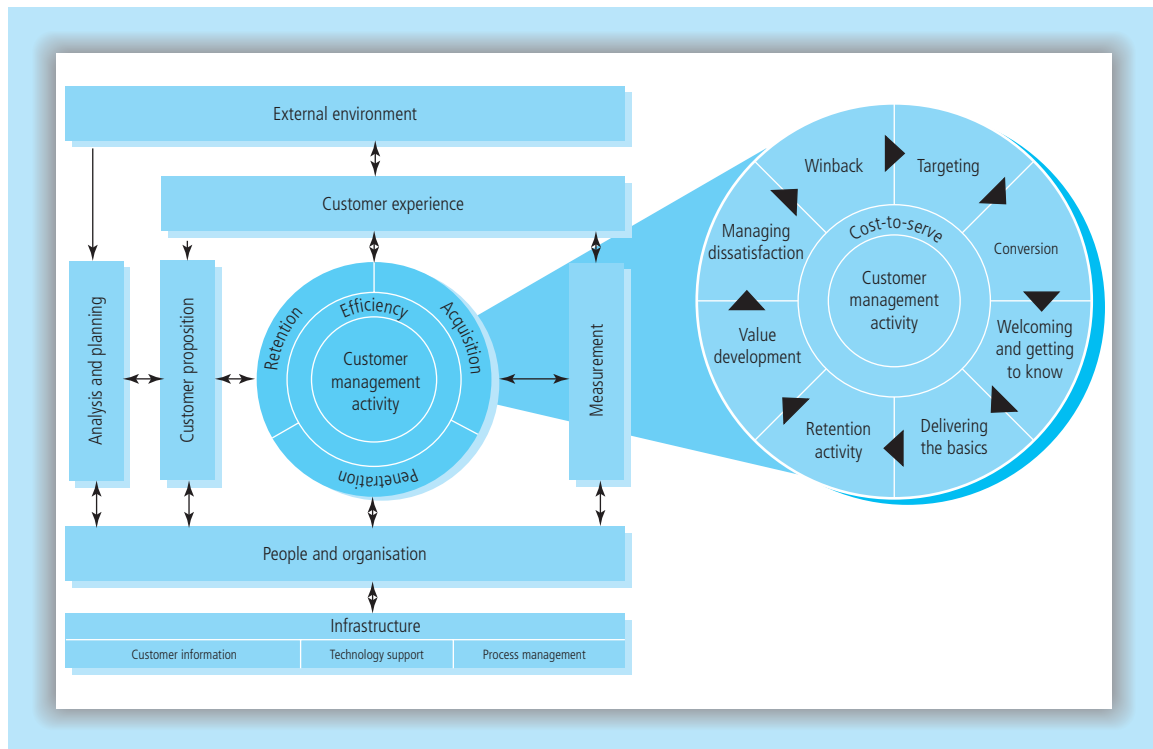 External environment
Customer experience
Analysis and planning
Customer proposition
Retention
Efficiency
Acquisition
Customer
management
activity
Penetration
Measurement
People and organisation
Infrastructure
Customer information
Technology support
Process management
Winback
Targeting
Managing
dissatisfaction
Cost-to-serve
Conversion
Customer
management
activity
Value
development
Welcoming
and getting
to know
Retention
activity
Delivering
the basics